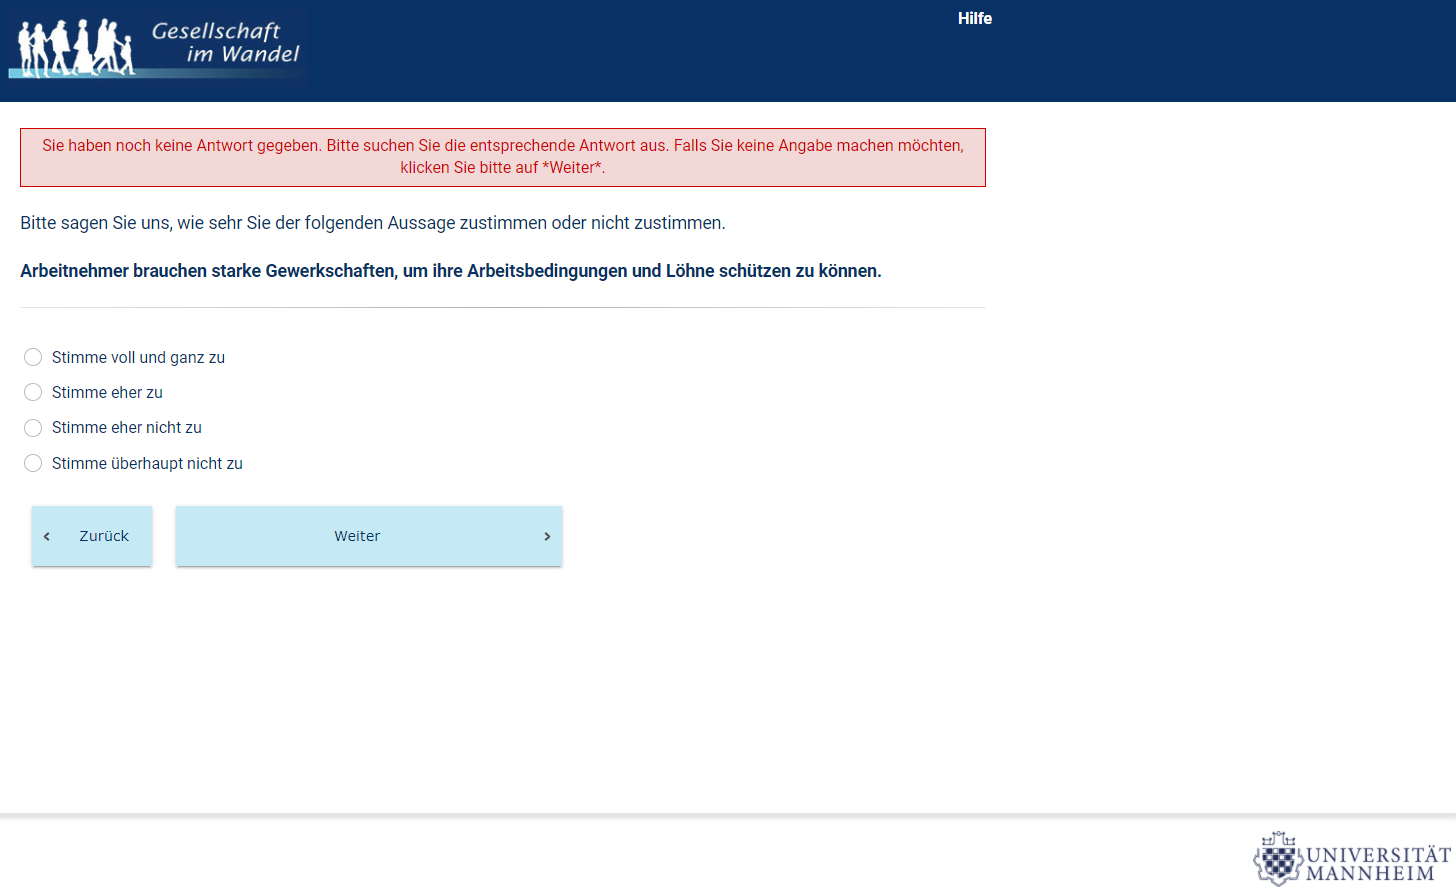 Gesellschaft
im Wandel
Hilfe
Sie haben noch keine Antwort gegeben. Bitte suchen Sie die entsprechende Antwort aus. Falls Sie keine Angabe machen möchten,
klicken Sie bitte auf *Weiter*.
Bitte sagen Sie uns, wie sehr Sie der folgenden Aussage zustimmen oder nicht zustimmen.
Arbeitnehmer brauchen starke Gewerkschaften, um ihre Arbeitsbedingungen und Löhne schützen zu können.
Stimme voll und ganz zu
Stimme eher zu
Stimme eher nicht zu
Stimme überhaupt nicht zu
‹ Zurück
Weiter ›
UNIVERSITÄT
MANNHEIM